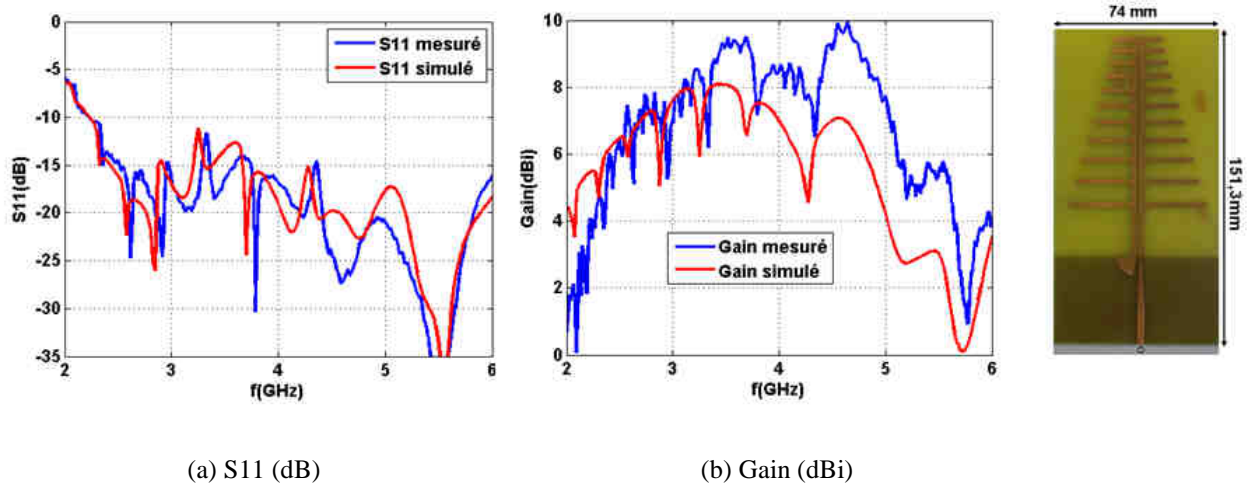 0
-5
-10
-15
-20
-25
-30
-35
2
3
4
5
6
S11(dB)
f(GHz)
S11 mesuré
S11 simulé
10
8
6
4
2
0
2
3
4
5
6
Gain(dBi)
f(GHz)
Gain mesuré
Gain simulé
74 mm
151,3mm
(a) S11 (dB)
(b) Gain (dBi)